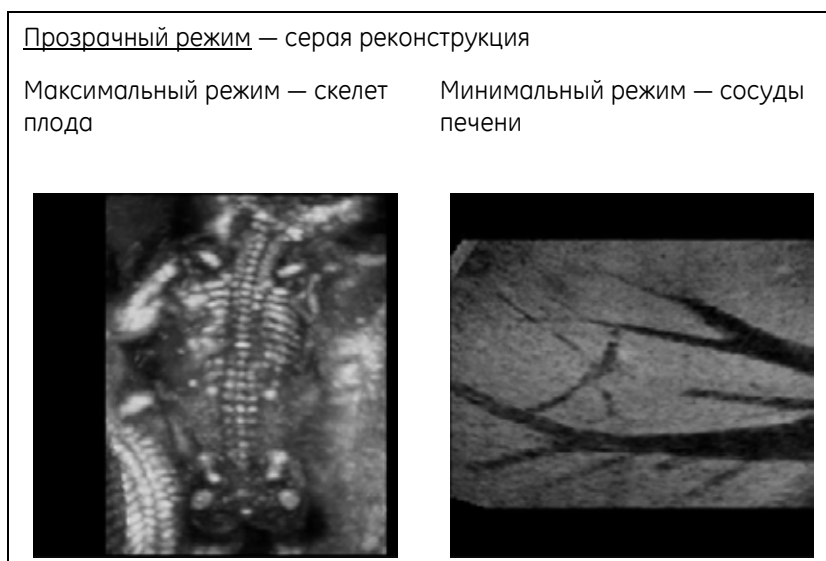 Прозрачный режим — серая реконструкция
Максимальный режим — скелет плода
Минимальный режим — сосуды печени